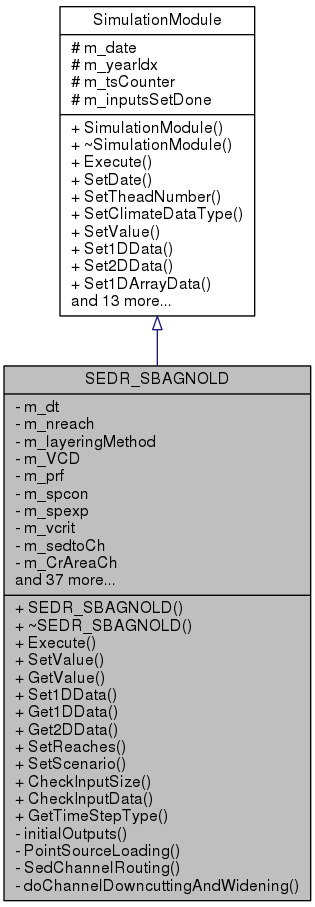 SimulationModule
# m_date
# m_yearIdx
# m_tsCounter
# m_inputsSetDone
+ SimulationModule()
+ ~SimulationModule()
+ Execute()
+ SetDate()
+ SetTheadNumber()
+ SetClimateDataType()
+ SetValue()
+ Set1DData()
+ Set2DData()
+ Set1DArrayData()
and 13 more...
SEDR_SBAGNOLD
- m_dt
- m_nreach
- m_layeringMethod
- m_VCD
- m_prf
- m_spcon
- m_spexp
- m_vcrit
- m_sedtoCh
- m_CrAreaCh
and 37 more...
+ SEDR_SBAGNOLD()
+ ~SEDR_SBAGNOLD()
+ Execute()
+ SetValue()
+ GetValue()
+ Set1DData()
+ Get1DData()
+ Get2DData()
+ SetReaches()
+ SetScenario()
+ CheckInputSize()
+ CheckInputData()
+ GetTimeStepType()
- initialOutputs()
- PointSourceLoading()
- SedChannelRouting()
- doChannelDowncuttingAndWidening()